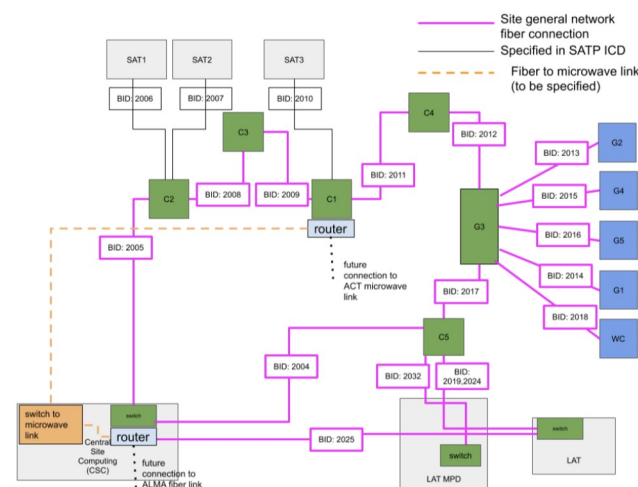 Site general network
fiber connection
Specified in SATP ICD
Fiber to microwave link
(to be specified)
SAT1
SAT2
SAT3
BID: 2006
BID: 2007
BID: 2010
C4
C3
BID: 2012
G2
BID: 2013
BID: 2011
C2
BID: 2008
BID: 2009
C1
BID: 2015
G4
router
G3
BID: 2016
G5
BID: 2005
future
connection to
ACT microwave
link
BID: 2014
G1
BID: 2017
BID: 2018
WC
C5
BID: 2004
BID: 2032
BID:
2019,2024
switch to
microwave
link
switch
router
Central
Site
Computing
(CSC)
BID: 2025
switch
switch
LAT
future
connection to
ALMA fiber link
LAT MPD